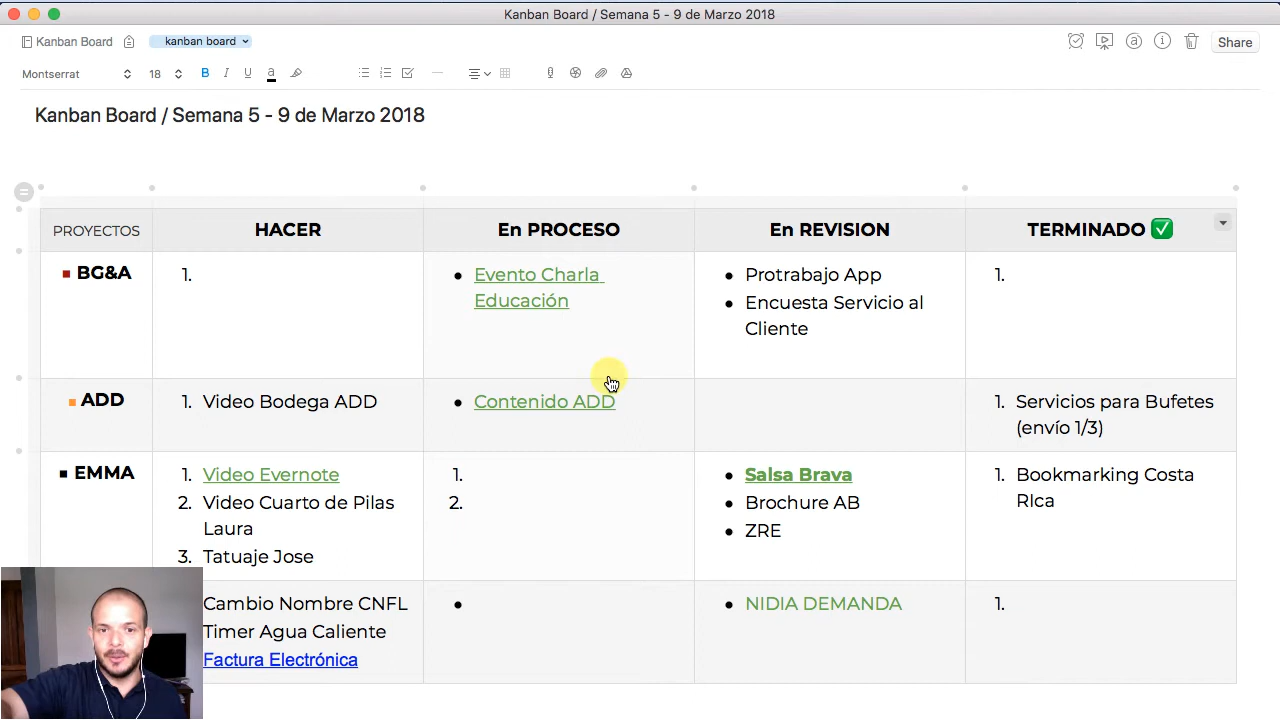 Kanban Board / Semana 5 - 9 de Marzo 2018
Kanban Board
kanban board
Share
Montserrat
18
B
I
U
a
Kanban Board / Semana 5 - 9 de Marzo 2018
PROYECTOS
HACER
En PROCESO
En REVISION
TERMINADO ✅
BG&A
1.
• Evento Charla
Educación
• Protrabajo App
• Encuesta Servicio al
Cliente
1.
ADD
1. Video Bodega ADD
• Contenido ADD
1. Servicios para Bufetes
(envío 1/3)
EMMA
1. Video Evernote
2. Video Cuarto de Pilas
Laura
3. Tatuaje Jose
1.
2.
• Salsa Brava
• Brochure AB
• ZRE
1. Bookmarking Costa
RIca
Cambio Nombre CNFL
Timer Agua Caliente
Factura Electrónica
•
• NIDIA DEMANDA
1.